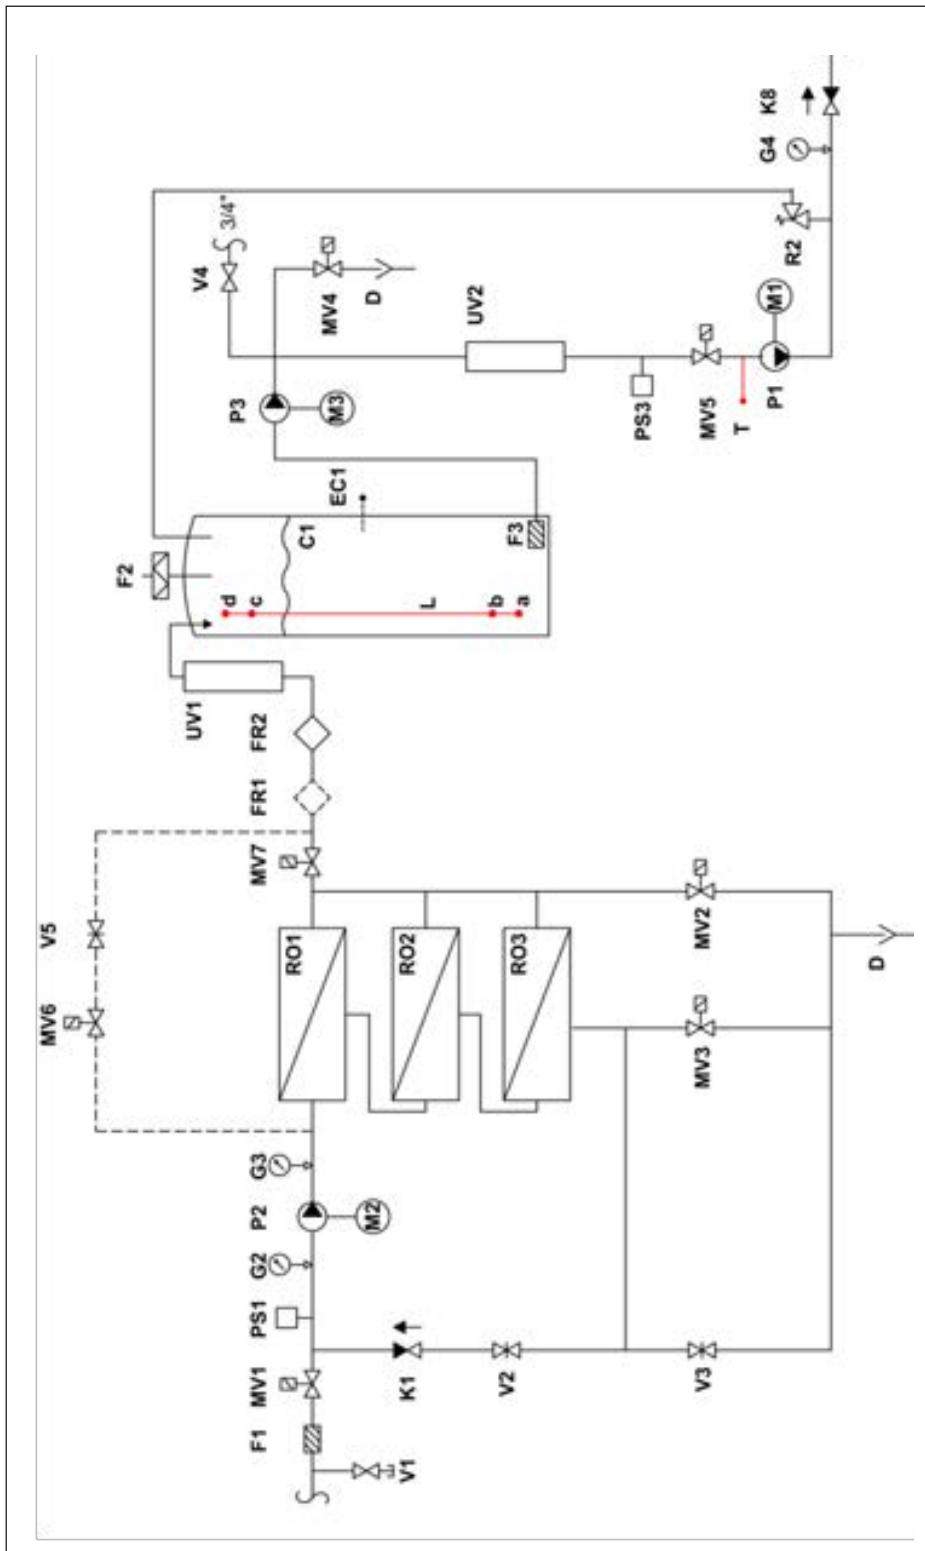 K8
G4
3/4"
V4
R2
MV4
D
UV2
M1
P3
M3
PS3
MV5
T
P1
EC1
F2
C1
F3
d
c
L
b
a
UV1
FR2
FR1
MV7
V5
MV6
RO1
RO2
RO3
MV2
D
MV3
G3
P2
M2
G2
PS1
MV1
K1
V2
V3
F1
V1